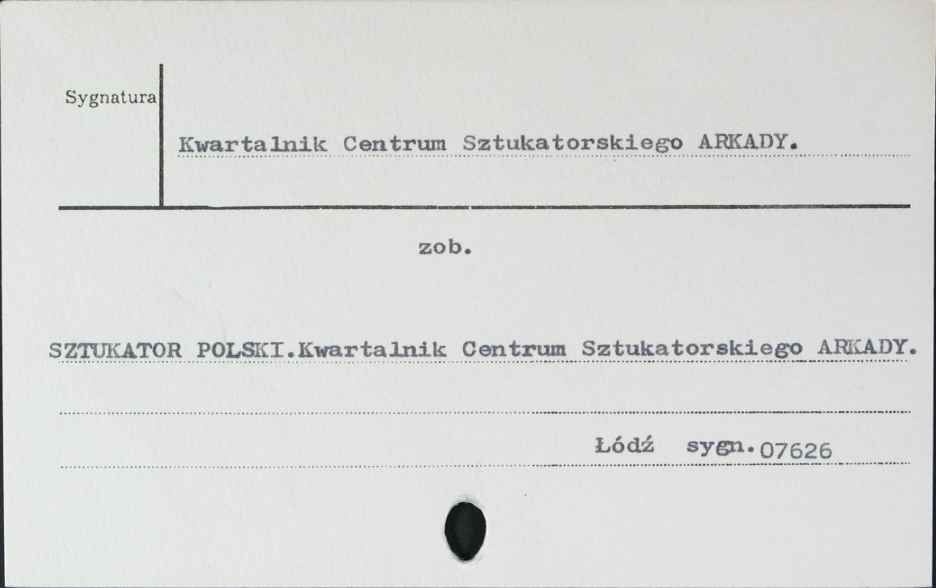 Sygnatura
Kwartalnik Centrum Sztukatorskiego ARKADY.
zob.
SZTUKATOR POLSKI.Kwartalnik Centrum Sztukatorskiego ARKADY.
Łódź sygn.07626